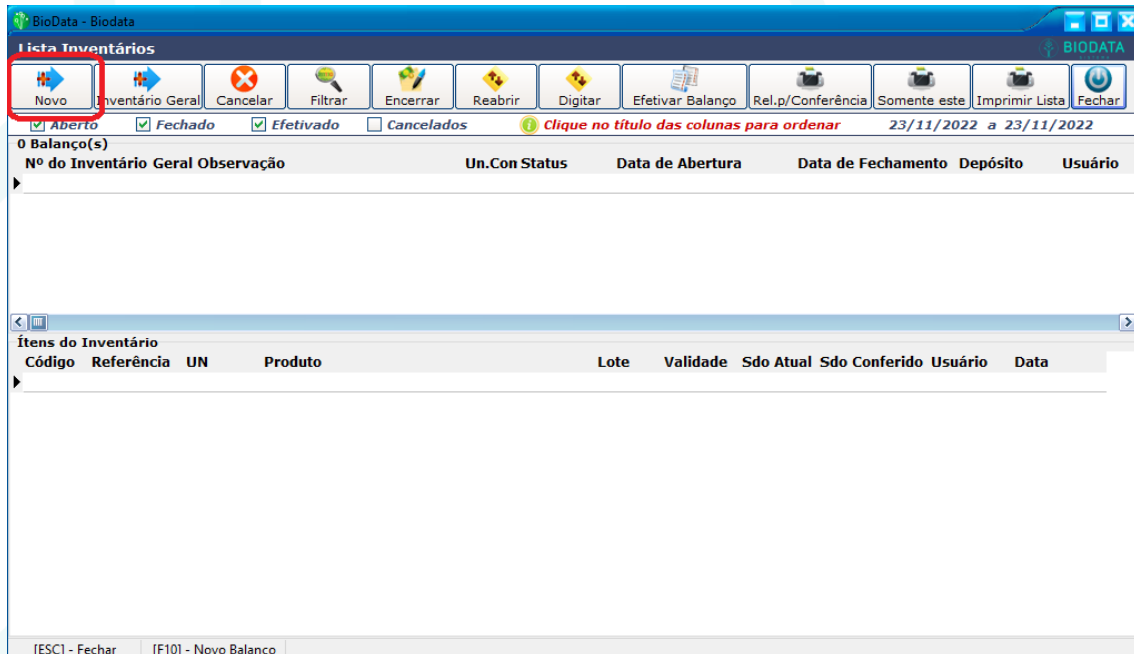 BioData - Biodata
Lista Inventários
BIODATA
Novo Inventário Geral Cancelar Filtrar Encerrar Reabrir Digitar Efetivar Balanço Rel.p/Conferência Somente este Imprimir Lista Fechar
Aberto Fechado Efetivado Cancelados Clique no título das colunas para ordenar 23/11/2022 a 23/11/2022
0 Balanço(s)
Nº do Inventário Geral Observação Un.Con Status Data de Abertura Data de Fechamento Depósito Usuário
Ítens do Inventário
Código Referência UN Produto Lote Validade Sdo Atual Sdo Conferido Usuário Data
[ESC] - Fechar [F10] - Novo Balanço